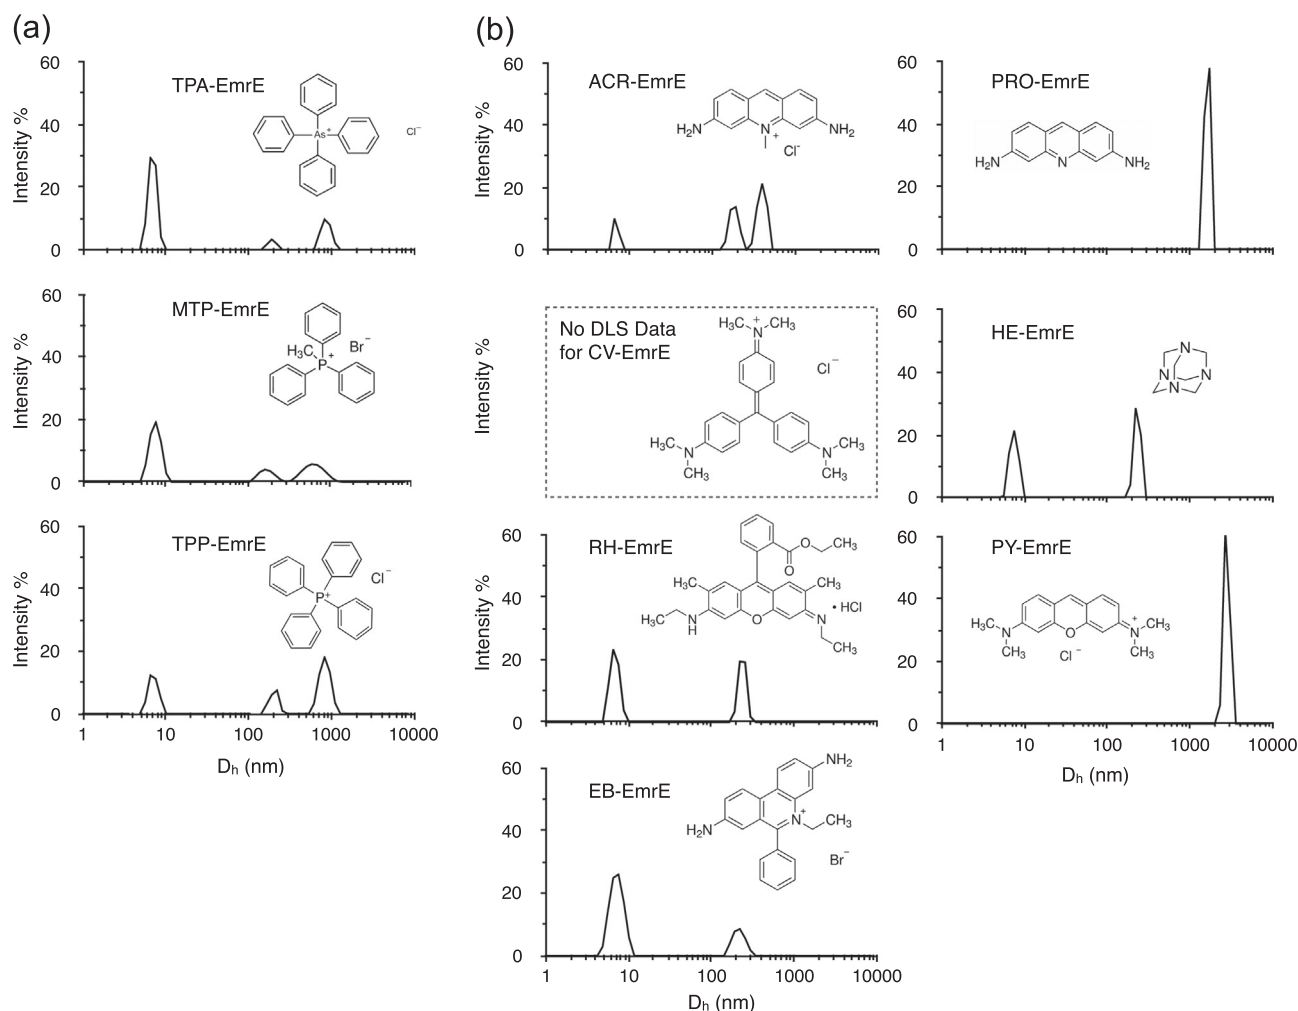 (a)
(b)
60
40
20
0
Intensity %
TPA-EmrE
As+
Cl−
60
40
20
0
Intensity %
MTP-EmrE
H3C
P+
Br−
60
40
20
0
Intensity %
TPP-EmrE
P+
Cl−
1 10 100 1000 10000
Dh (nm)
60
40
20
0
Intensity %
ACR-EmrE
H2N
N+
NH2
Cl-
Intensity %
No DLS Data
for CV-EmrE
H3C N+ CH3
Cl−
H3C
N
CH3
CH3
N
CH3
60
40
20
0
Intensity %
RH-EmrE
O CH3
O
H3C
CH3
H3C
N
H
O
N
• HCl
CH3
60
40
20
0
EB-EmrE
NH2
H2N
N+
CH3
Br−
1 10 100 1000 10000
Dh (nm)
60
40
20
0
PRO-EmrE
H2N
N
NH2
60
40
20
0
HE-EmrE
N
N
N
N
60
40
20
0
PY-EmrE
H3C
N
CH3
O
N+
CH3
CH3
Cl−
1 10 100 1000 10000
Dh (nm)